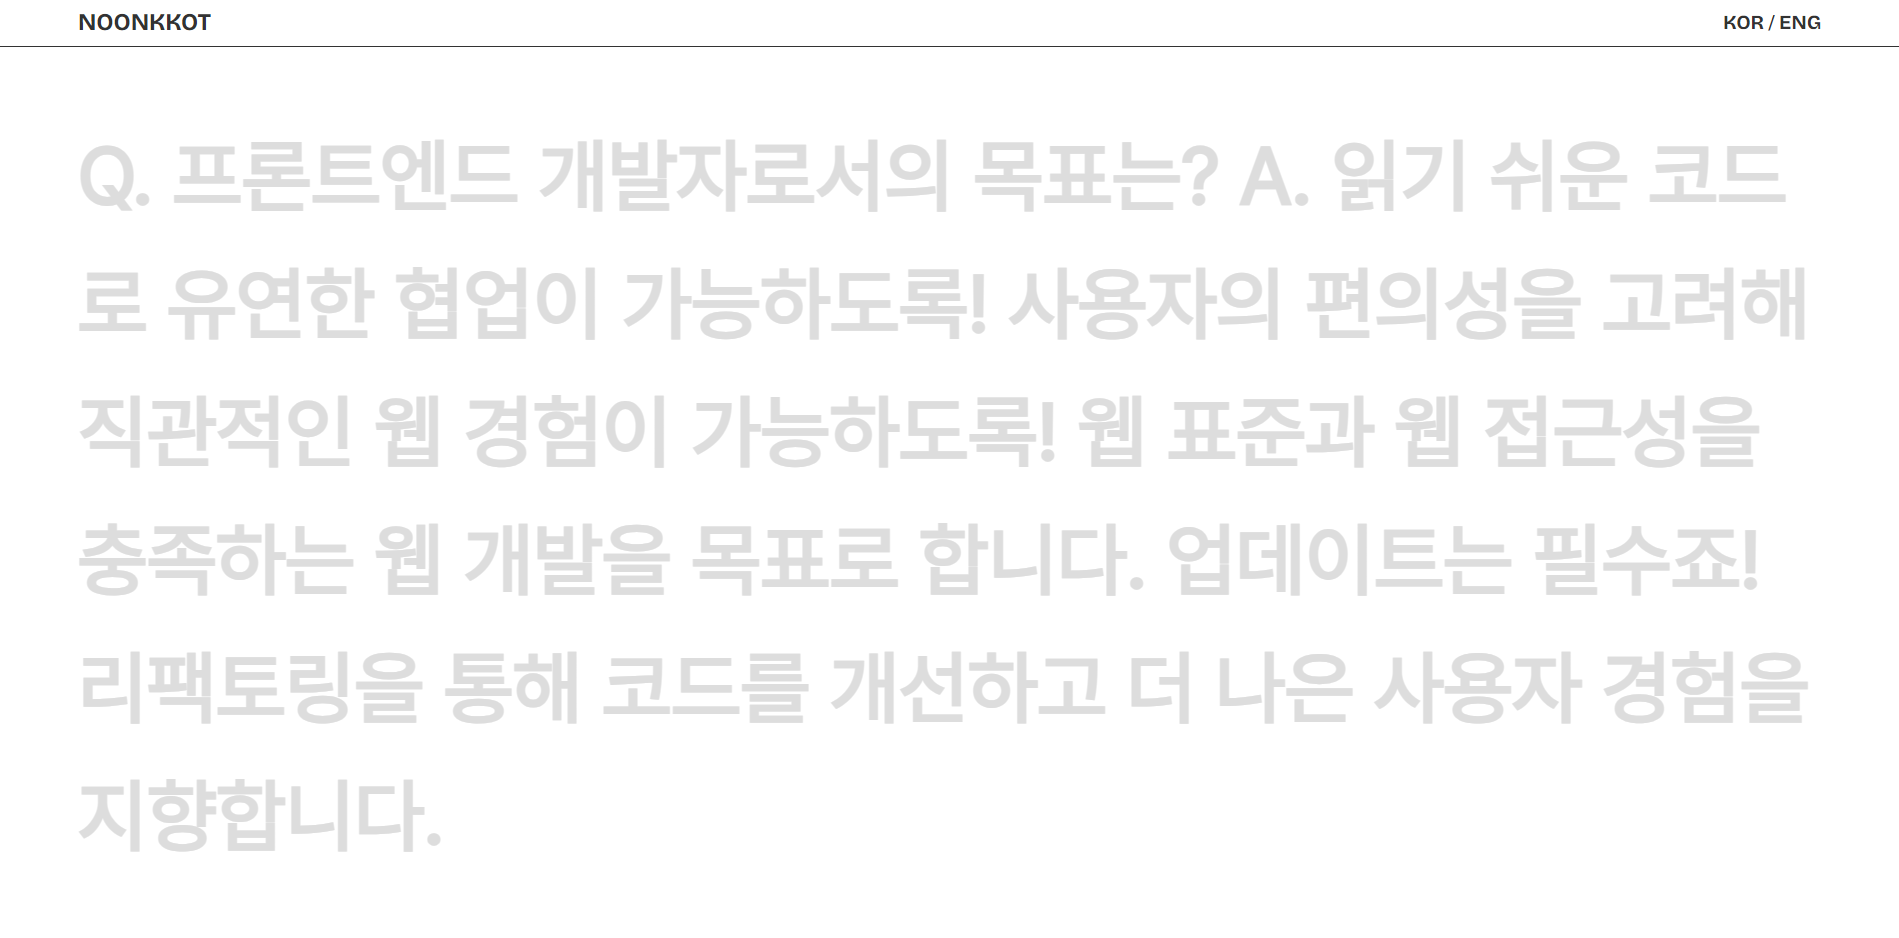 NOONKKOT
KOR / ENG
Q. 프론트엔드 개발자로서의 목표는? A. 읽기 쉬운 코드
로 유연한 협업이 가능하도록! 사용자의 편의성을 고려해
직관적인 웹 경험이 가능하도록! 웹 표준과 웹 접근성을
충족하는 웹 개발을 목표로 합니다. 업데이트는 필수죠!
리팩토링을 통해 코드를 개선하고 더 나은 사용자 경험을
지향합니다.